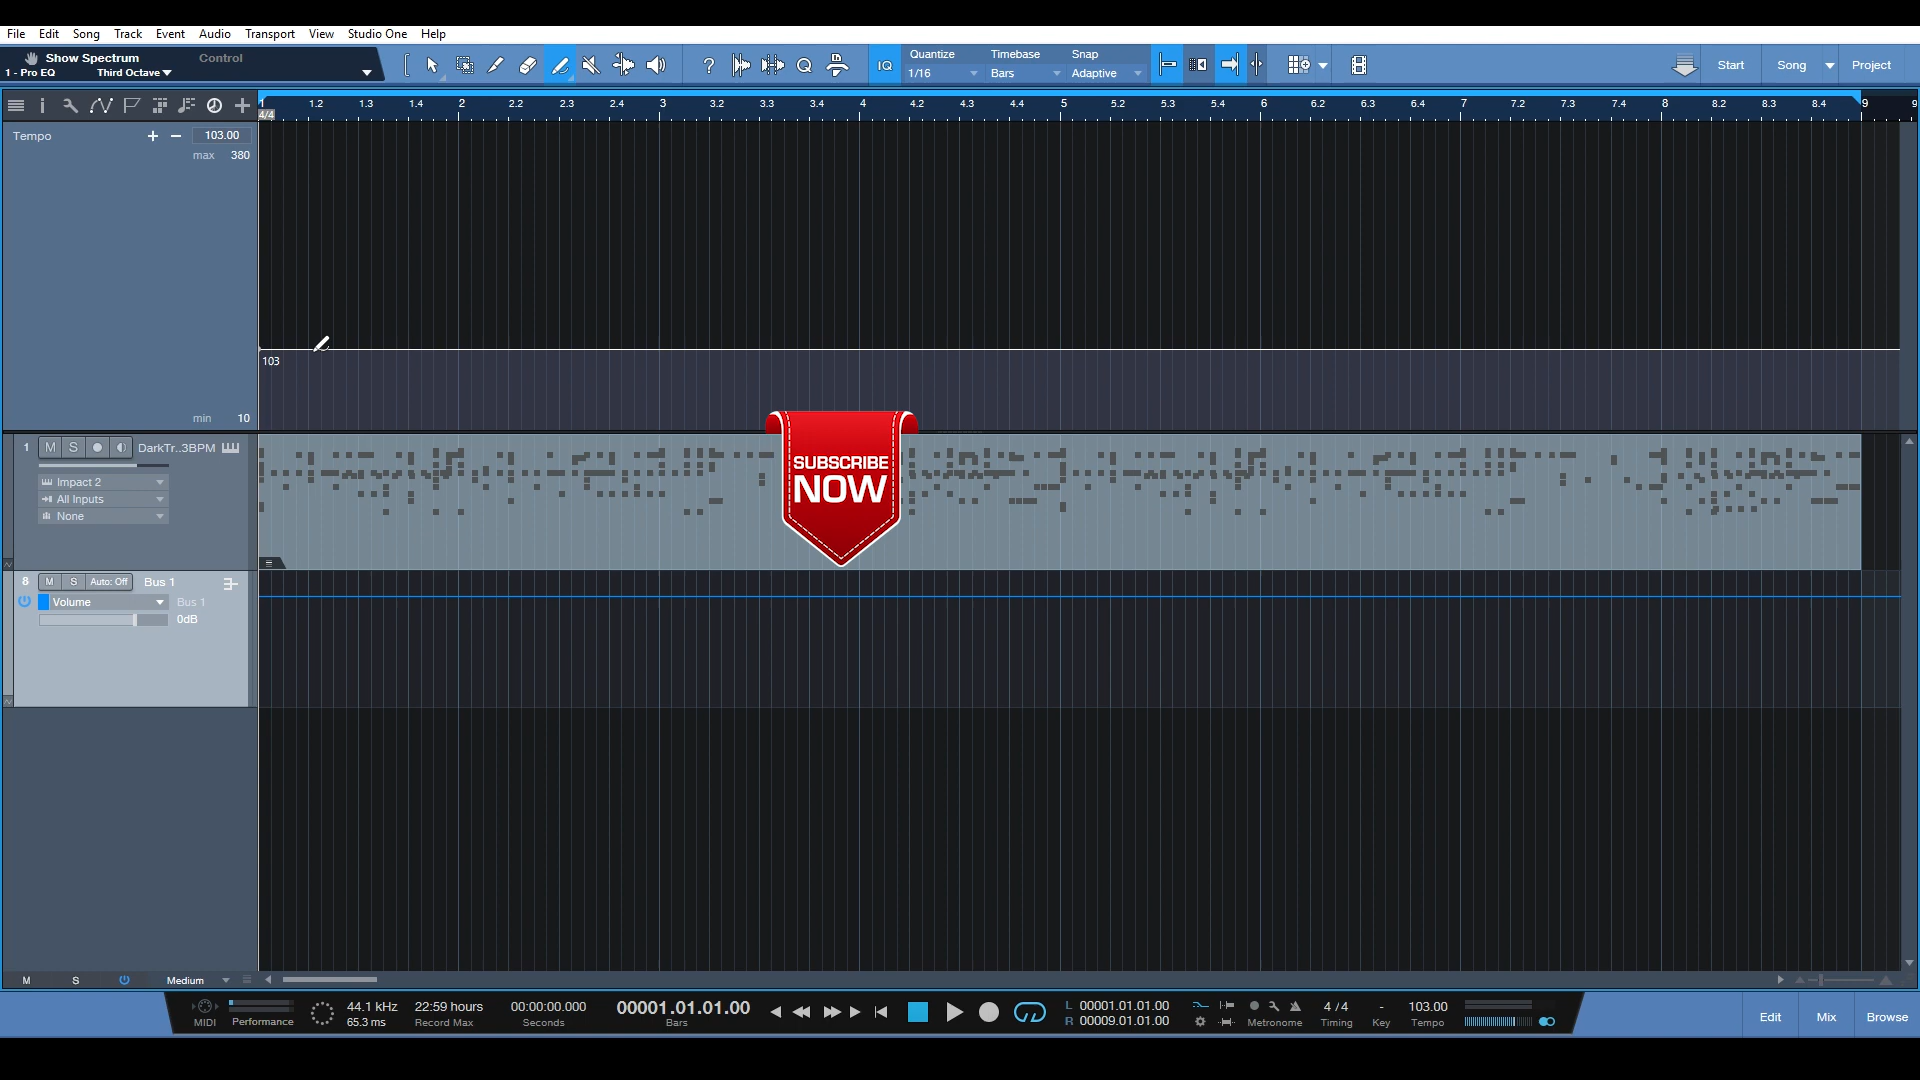 File Edit Song Track Event Audio Transport View Studio One Help
Show Spectrum Control
1 - Pro EQ Third Octave
Quantize Timebase Snap
1/16 Bars Adaptive
IQ
Start Song Project
1 1.2 1.3 1.4 2 2.2 2.3 2.4 3 3.2 3.3 3.4 4 4.2 4.3 4.4 5 5.2 5.3 5.4 6 6.2 6.3 6.4 7 7.2 7.3 7.4 8 8.2 8.3 8.4 9 9
4/4
Tempo + − 103.00
max 380
103
min 10
1 M S DarkTr..3BPM
Impact 2
All Inputs
None
SUBSCRIBE
NOW
8 M S Auto: Off Bus 1
Volume Bus 1
0dB
M S Medium
MIDI Performance
44.1 kHz
65.3 ms
22:59 hours
Record Max
00:00:00.000
Seconds
00001.01.01.00
Bars
L 00001.01.01.00
R 00009.01.01.00
Metronome
4 / 4
Timing
-
Key
103.00
Tempo
Edit Mix Browse